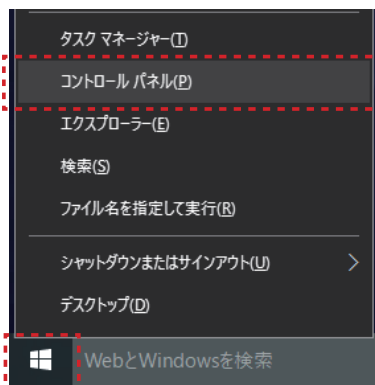 タスク マネージャー(T)
コントロール パネル(P)
エクスプローラー(E)
検索(S)
ファイル名を指定して実行(R)
シャットダウンまたはサインアウト(U)
デスクトップ(D)
WebとWindowsを検索